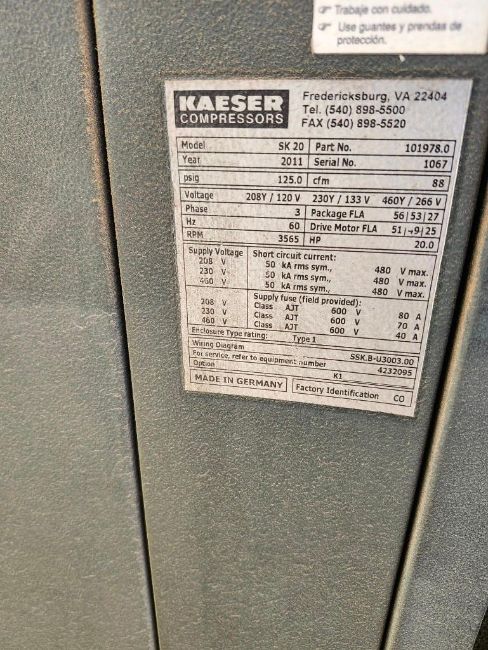 ☞ Trabaje con cuidado.
☞ Use guantes y prendas de
protección.
KAESER
COMPRESSORS
Fredericksburg, VA 22404
Tel. (540) 898-5500
FAX (540) 898-5520
Model SK 20 Part No. 101978.0
Year 2011 Serial No. 1067
psig 125.0 cfm 88
Voltage 208Y / 120 V 230Y / 133 V 460Y / 266 V
Phase 3 Package FLA 56|53|27
Hz 60 Drive Motor FLA 51|49|25
RPM 3565 HP 20.0
Supply Voltage Short circuit current:
208 V 50 kA rms sym., 480 V max.
230 V 50 kA rms sym., 480 V max.
460 V 50 kA rms sym., 480 V max.
Supply fuse (field provided):
208 V Class AJT 600 V 80 A
230 V Class AJT 600 V 70 A
460 V Class AJT 600 V 40 A
Enclosure Type rating: Type 1
Wiring Diagram SSK.B-U3003.00
For service, refer to equipment number 4232095
Option K1
MADE IN GERMANY Factory Identification CO